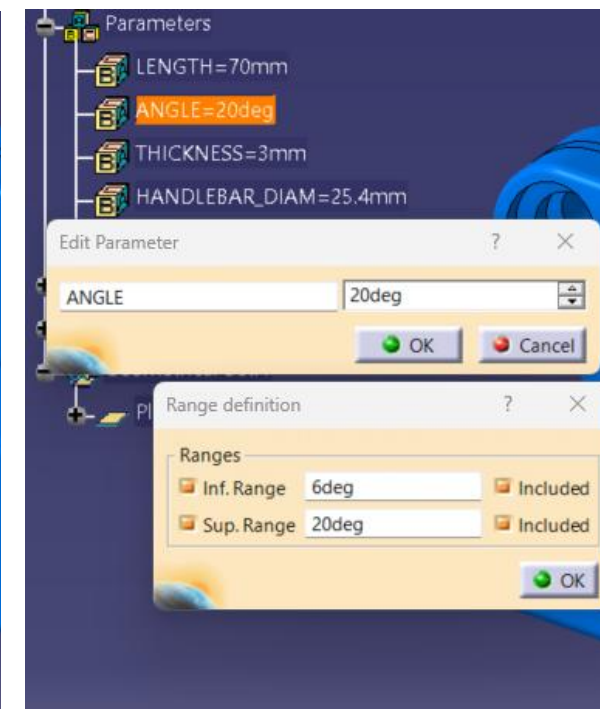 Parameters
LENGTH=70mm
ANGLE=20deg
THICKNESS=3mm
HANDLEBAR_DIAM=25.4mm
Edit Parameter ? ×
ANGLE 20deg
OK Cancel
Pl
Range definition ? ×
Ranges
Inf. Range 6deg Included
Sup. Range 20deg Included
OK